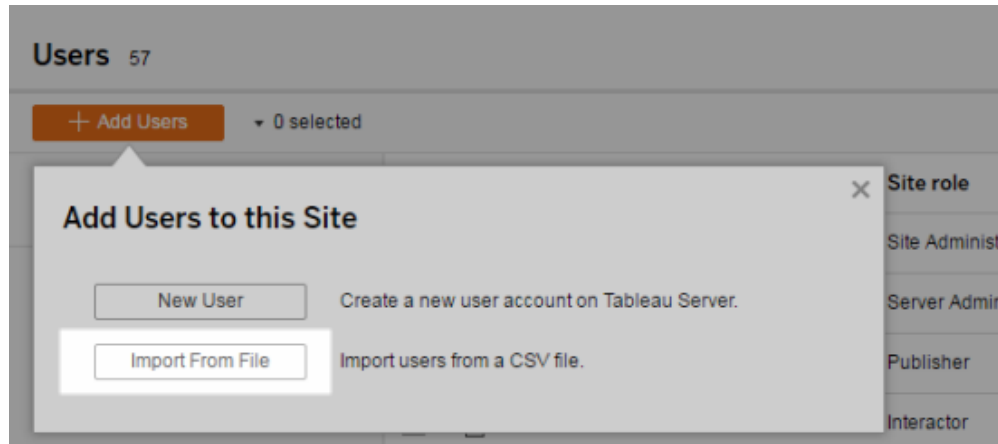 Users 57
+ Add Users 0 selected
Site role
Add Users to this Site
Site Administ
New User Create a new user account on Tableau Server.
Server Admin
Import From File Import users from a CSV file.
Publisher
Interactor